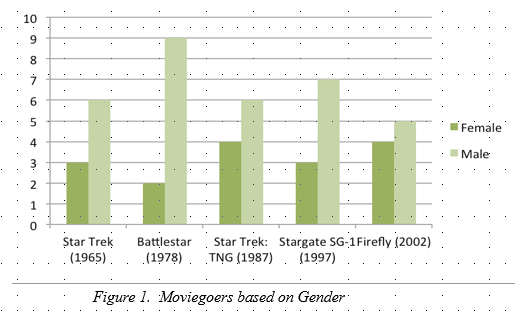 10
9
8
7
6
5
4
3
2
1
0
Female
Male
Star Trek Battlestar Star Trek: Stargate SG-1 Firefly (2002)
(1965) (1978) TNG (1987) (1997)
Figure 1. Moviegoers based on Gender